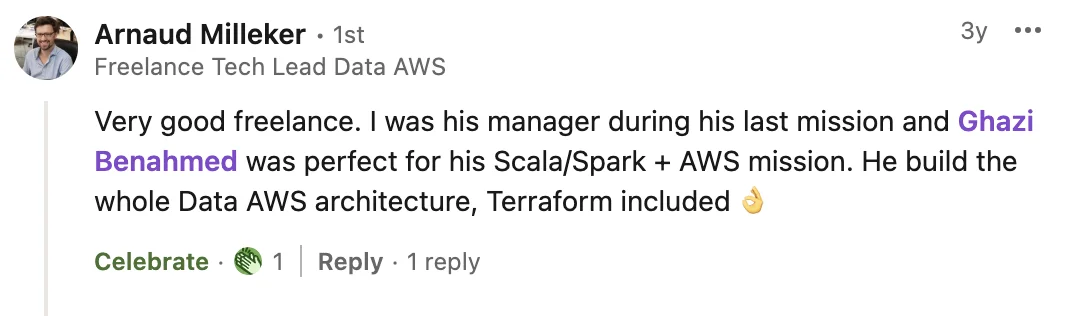 Arnaud Milleker • 1st
3y •••
Freelance Tech Lead Data AWS
Very good freelance. I was his manager during his last mission and Ghazi
Benahmed was perfect for his Scala/Spark + AWS mission. He build the
whole Data AWS architecture, Terraform included 👌
Celebrate · 1 | Reply · 1 reply